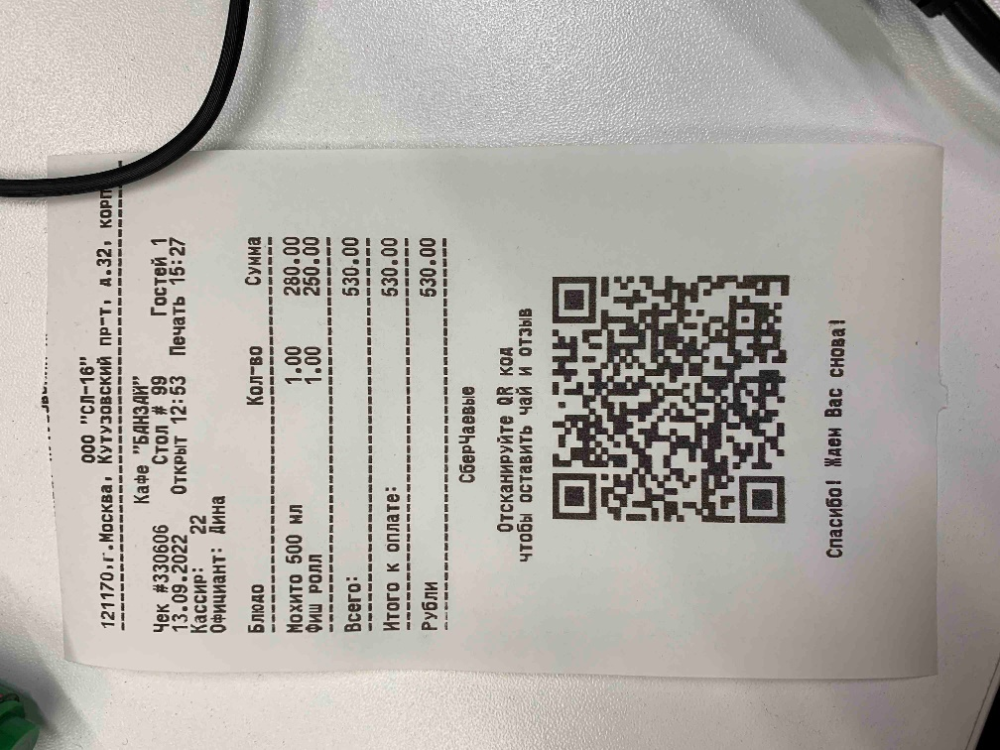 ООО "СЛ-16"
121170,г.Москва, Кутузовский пр-т, д.32, корп
Кафе "БАНЗАЙ"
Чек #330606 Стол # 99 Гостей 1
13.09.2022 ОТКРЫТ 12:53 Печать 15:27
Кассир: 22
Официант: Дина
Блюдо Кол-во Сумма
Мохито 500 мл 1.00 280.00
Фиш ролл 1.00 250.00
Всего: 530.00
Итого к оплате: 530.00
Рубли 530.00
СберЧаевые
Отсканируйте QR код
чтобы оставить чай и отзыв
Спасибо! Ждем Вас снова!